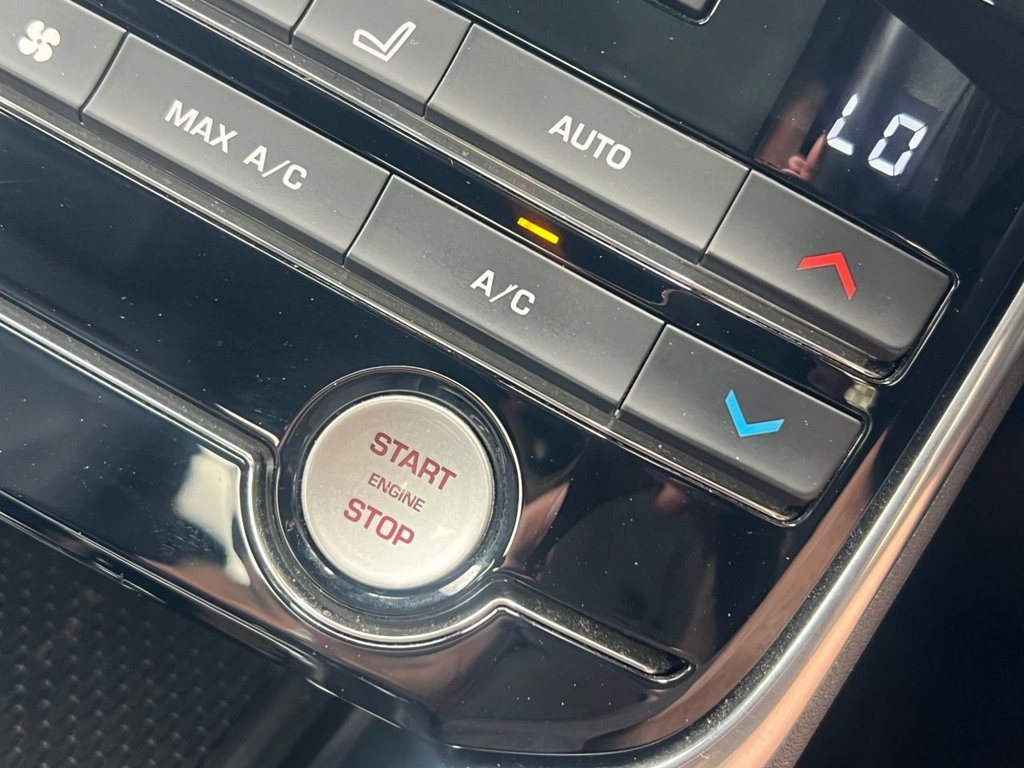 AUTO
LO
MAX A/C
A/C
START
ENGINE
STOP